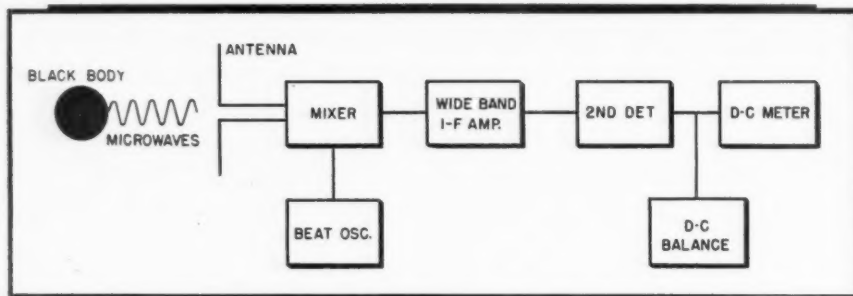 ANTENNA
BLACK BODY
MICROWAVES
MIXER
WIDE BAND
I-F AMP.
2ND DET
D-C METER
BEAT OSC.
D-C
BALANCE